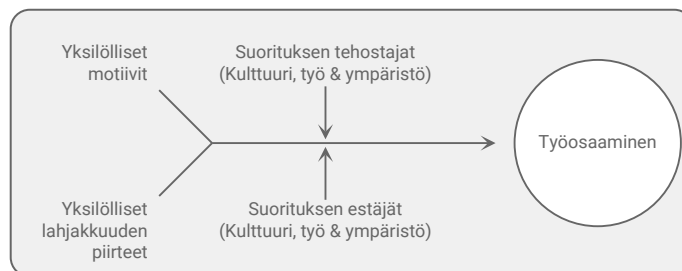 Yksilölliset
motiivit
Suorituksen tehostajat
(Kulttuuri, työ & ympäristö)
Työosaaminen
Yksilölliset
lahjakkuuden
piirteet
Suorituksen estäjät
(Kulttuuri, työ & ympäristö)